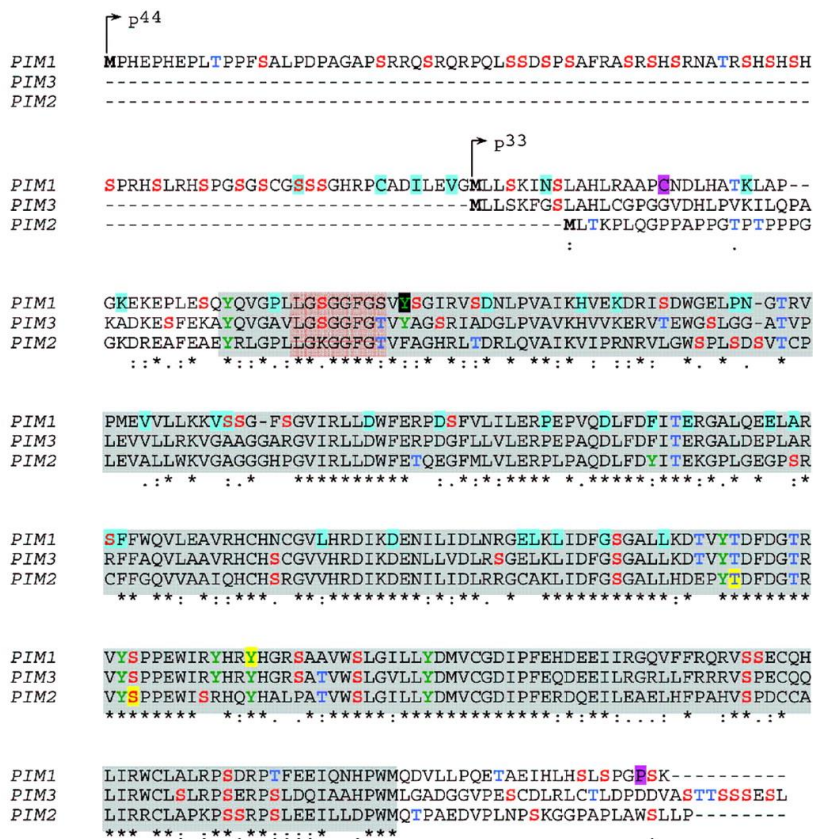 p44
PIM1 MPHEPHEPLTPPFSALPDPAGAPSRRQSRQRPQLSSDSPSAFRASRSHSRNATRSHSHSH
PIM3 ------------------------------------------------------------
PIM2 ------------------------------------------------------------
p33
PIM1 SPRHSLRHSPGSGSCGSSSGHRPCADILEVGMLLSKINSLAHLRAAPCNDLHATKLAP--
PIM3 -------------------------------MLLSKFGSLAHLCGPGGVDHLPVKILQPA
PIM2 ---------------------------------------MLTKPLQGPPAPPGTPTPPPG
: .
PIM1 GKEKEPLESQYQVGPLLGSGGFGSVYSGIRVSDNLPVAIKHVEKDRISDWGELPNG-TRV
PIM3 KADKESFEKAYQVGAVLGSGGFGTVYAGSRIADGLPVAVKHVVKERVTEWGSLGG-ATVP
PIM2 GKDREAFEAEYRLGPLLGKGGFGTVFAGHRLTDRLQVAIKVIPRNRVLGWSPLSDSVTCP
PIM1 PMEVVLLKKVSSG-FSGVIRLLDWFERPDSFVLILERPEPVQDLFDFITERGALQEELAR
PIM3 LEVVLLRKVGAAGGARGVIRLLDWFERPDGFLLVLERPEPAQDLFDFITERGALDEPLAR
PIM2 LEVALLWKVGAGGGHPGVIRLLDWFETQEGFMLVLERPLPAQDLFDYITEKGPLGEGPSR
PIM1 SFFWQVLEAVRHCHNCGVLHRDIKDENILIDLNRGELKLIDFGSGALLKDTVYTDFDGTR
PIM3 RFFAQVLAAVRHCHSCGVVHRDIKDENLLVDLRSGELKLIDFGSGALLKDTVYTDFDGTR
PIM2 CFFGQVVAAIQHCHSRGVVHRDIKDENILIDLRRGCAKLIDFGSGALLHDEPYTDFDGTR
PIM1 VYSPPEWIRYHRYHGRSAAVWSLGILLYDMVCGDIPFEHDEEIIRGQVFFRQRVSSECQH
PIM3 VYSPPEWIRYHRYHGRSATVWSLGVLLYDMVCGDIPFEQDEEILRGRLLFRRRVSPECQQ
PIM2 VYSPPEWISRHQYHALPATVWSLGILLYDMVCGDIPFERDQEILEAELHFPAHVSPDCCA
PIM1 LIRWCLALRPSDRPTFEEIQNHPWMQDVLLPQETAEIHLHSLSPGPSK----------
PIM3 LIRWCLSLRPSERPSLDQIAAHPWMLGADGGVPESCDLRLCTLDPDDVASTTSSSESL
PIM2 LIRRCLAPKPSSRPSLEEILLDPWMQTPAEDVPLNPSKGGPAPLAWSLLP-------